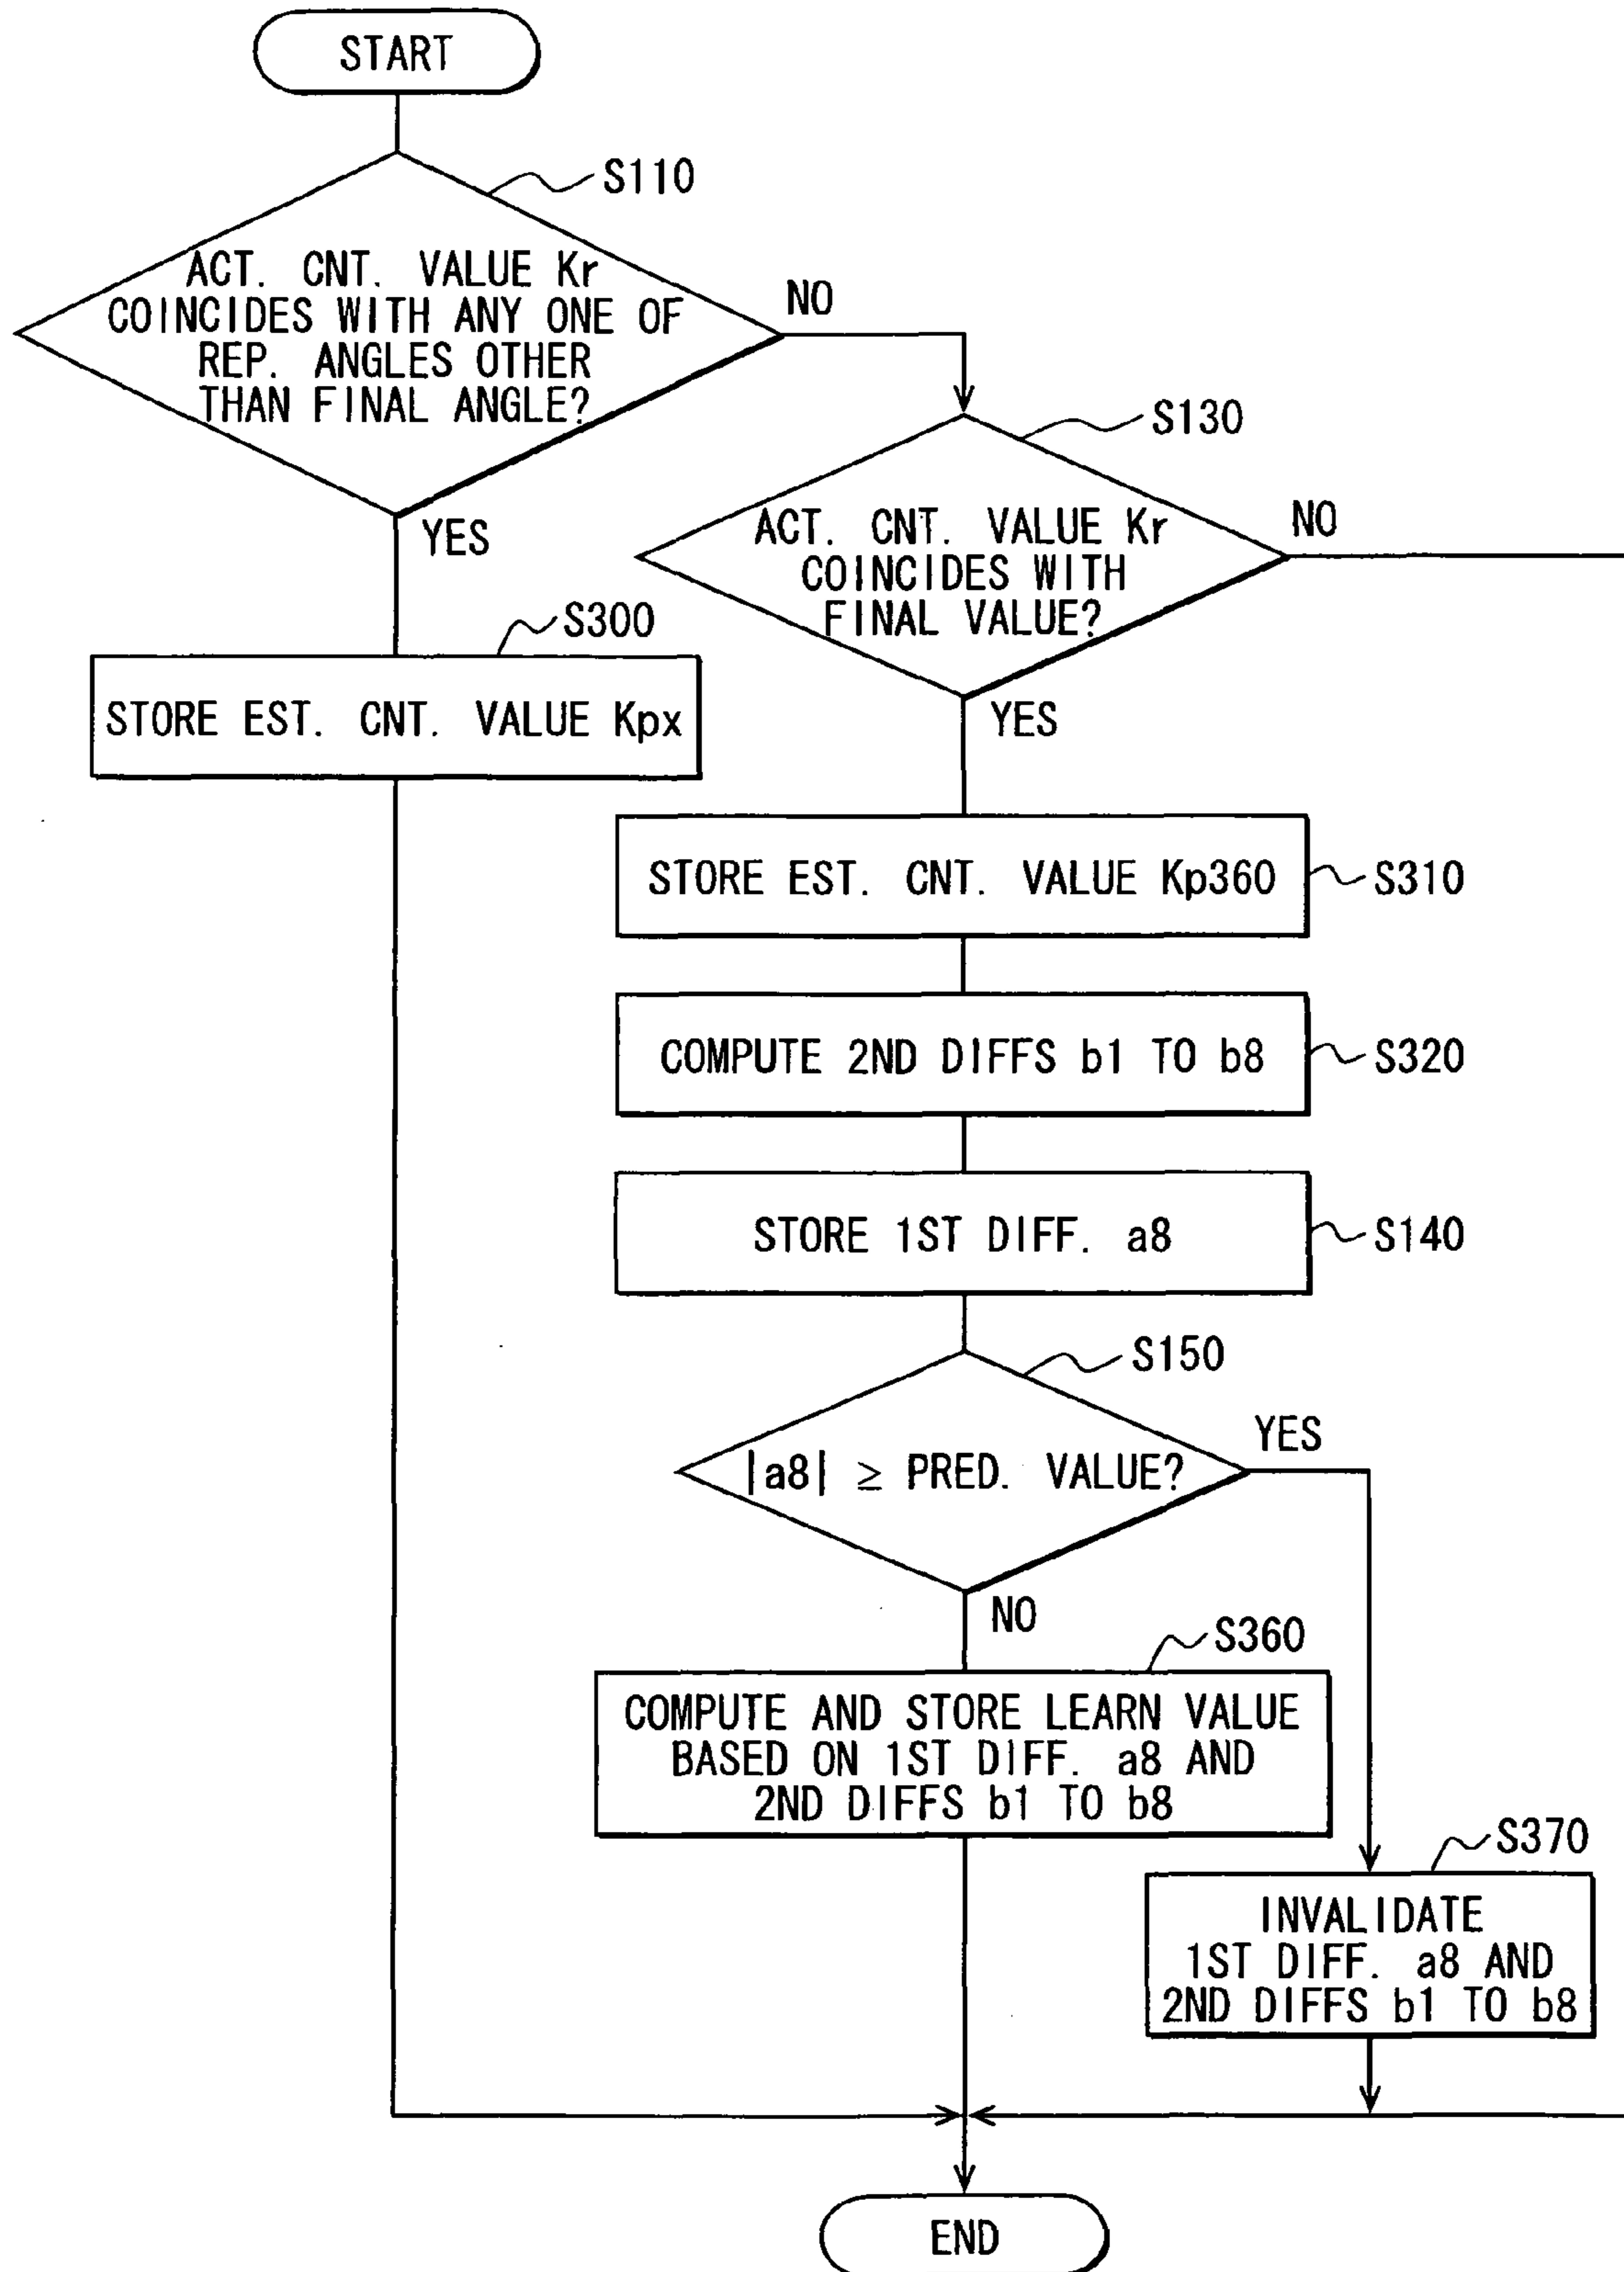 START
S110
ACT. CNT. VALUE Kr
COINCIDES WITH ANY ONE OF
REP. ANGLES OTHER
THAN FINAL ANGLE?
NO
YES
S130
ACT. CNT. VALUE Kr
COINCIDES WITH
FINAL VALUE?
NO
YES
S300
STORE EST. CNT. VALUE Kpx
STORE EST. CNT. VALUE Kp360
S310
COMPUTE 2ND DIFFS b1 TO b8
S320
STORE 1ST DIFF. a8
S140
S150
|a8| ≥ PRED. VALUE?
YES
NO
S360
COMPUTE AND STORE LEARN VALUE
BASED ON 1ST DIFF. a8 AND
2ND DIFFS b1 TO b8
S370
INVALIDATE
1ST DIFF. a8 AND
2ND DIFFS b1 TO b8
END